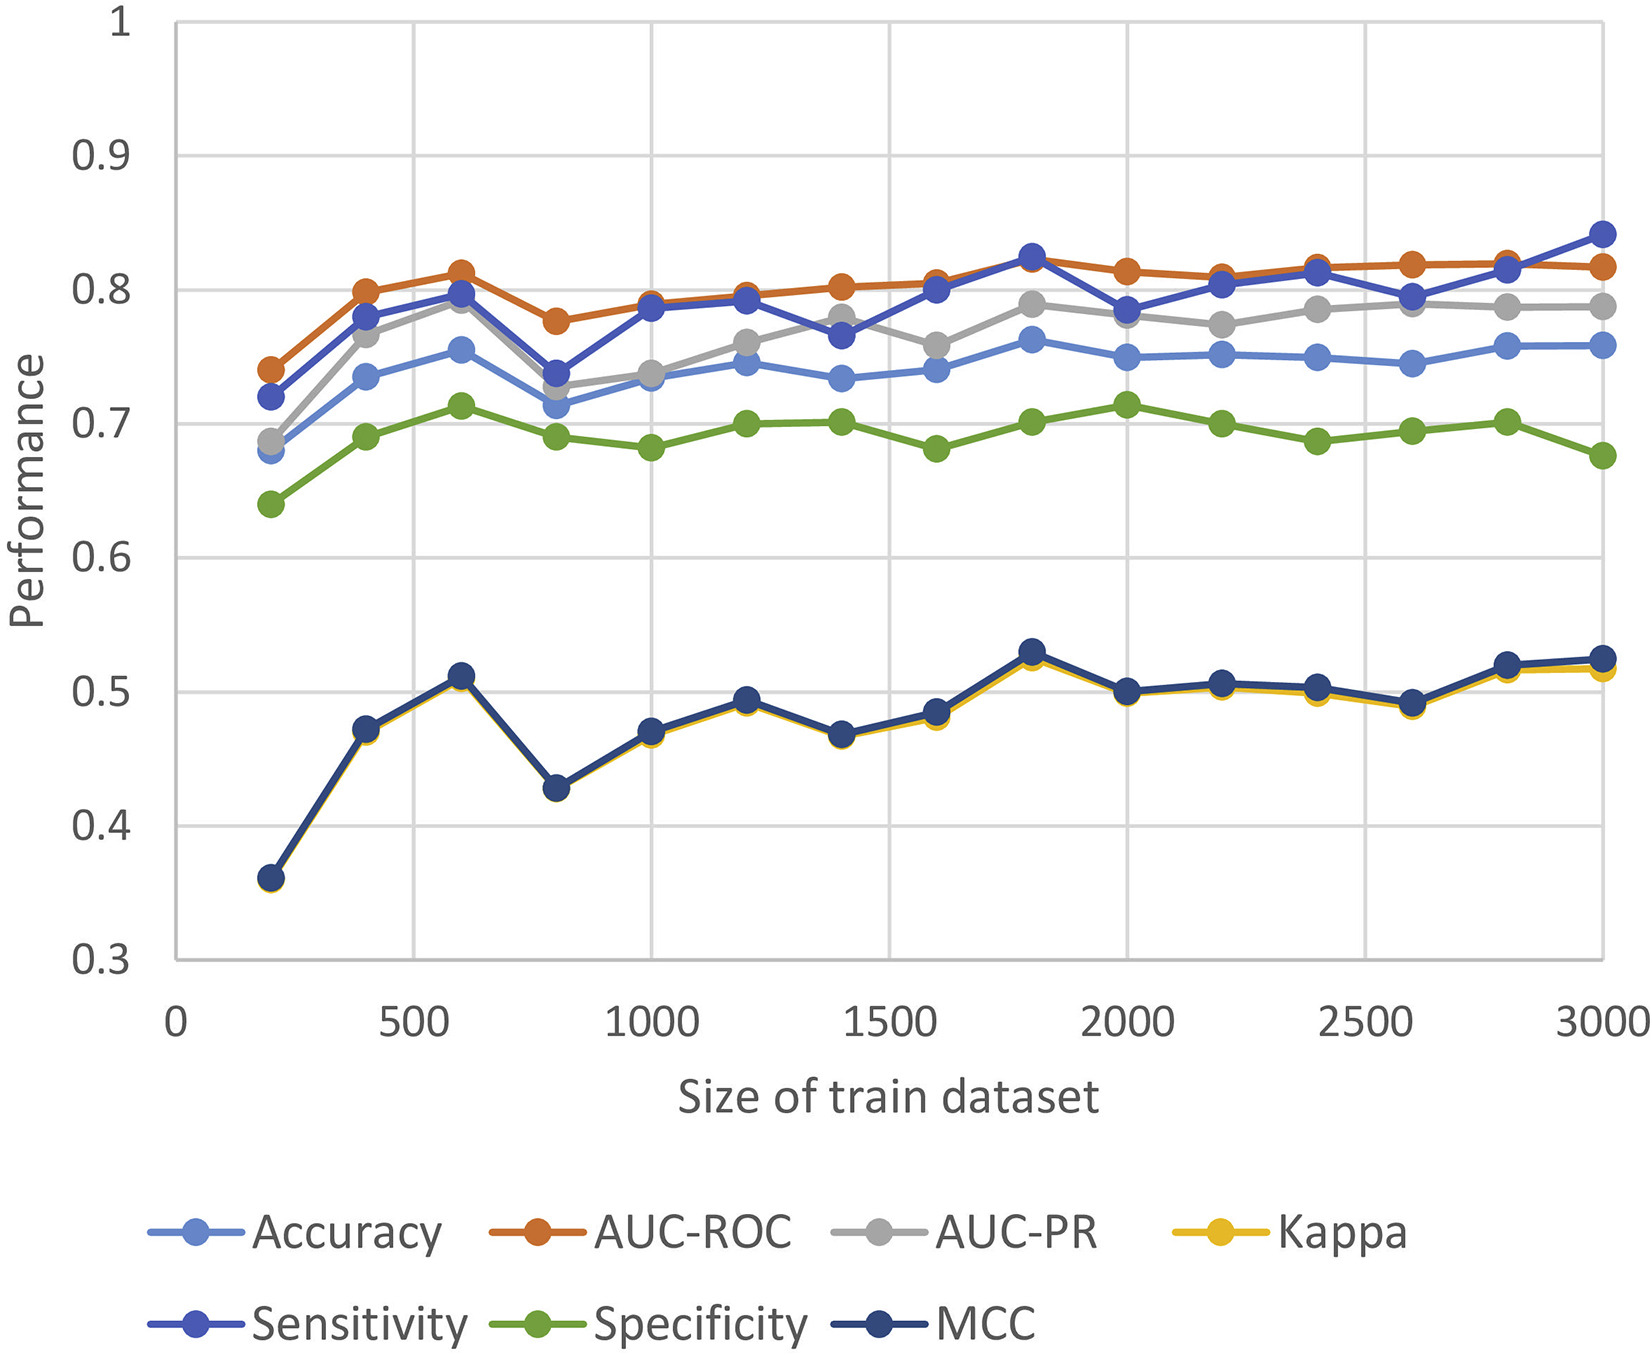 1
0.9
0.8
0.7
0.6
0.5
0.4
0.3
Performance
0 500 1000 1500 2000 2500 3000
Size of train dataset
Accuracy AUC-ROC AUC-PR Kappa
Sensitivity Specificity MCC